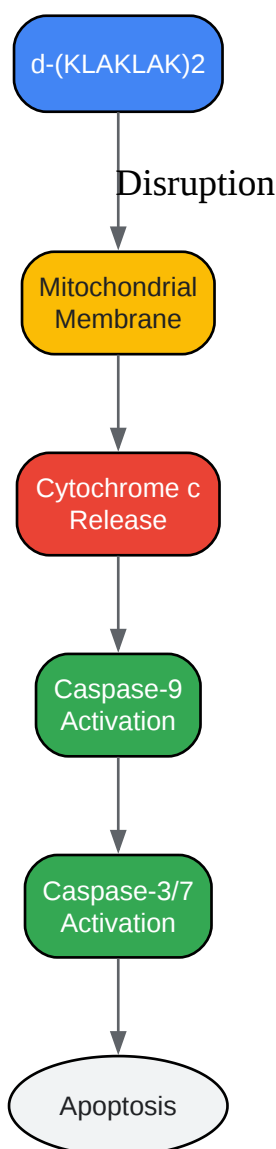 d-(KLAKLAK)2
Disruption
Mitochondrial
Membrane
Cytochrome c
Release
Caspase-9
Activation
Caspase-3/7
Activation
Apoptosis